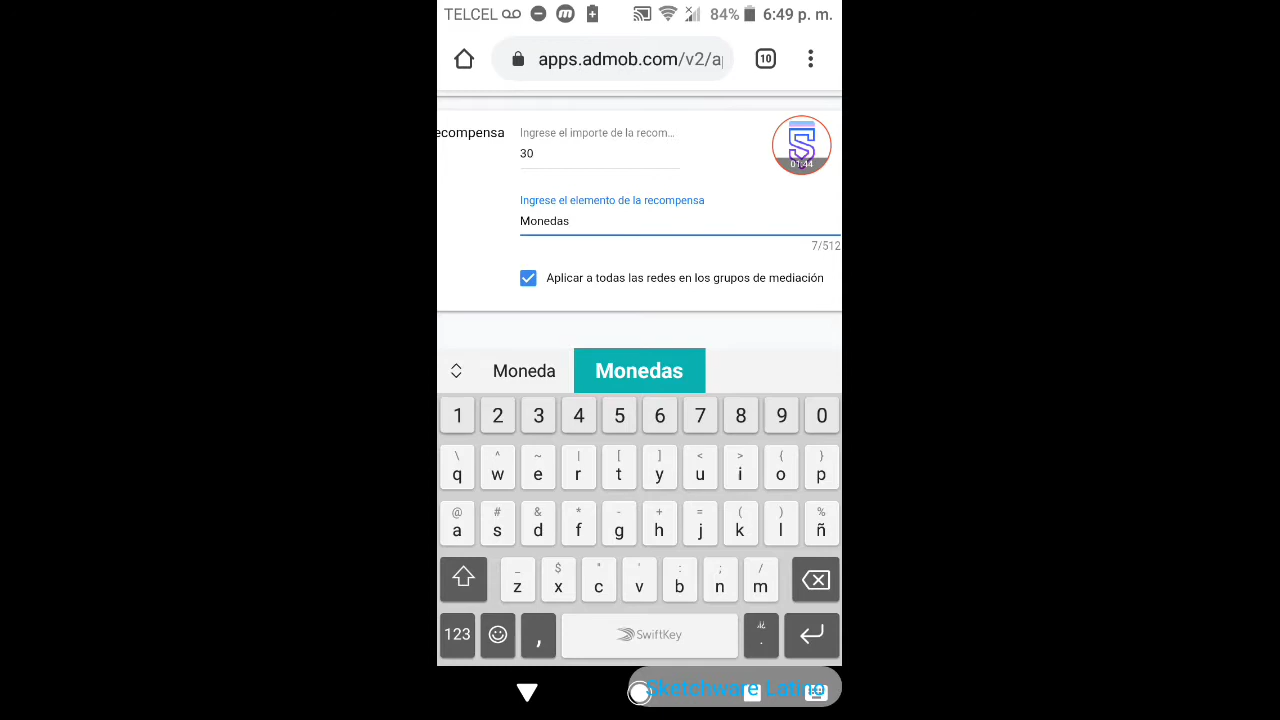 TELCEL 84% 6:49 p. m.
apps.admob.com/v2/a
10
ecompensa
Ingrese el importe de la recom...
30
01:44
Ingrese el elemento de la recompensa
Monedas
7/512
Aplicar a todas las redes en los grupos de mediación
Moneda Monedas
1 2 3 4 5 6 7 8 9 0
\ ^ ~ | [ ] < > { }
q w e r t y u i o p
@ # & * - + = ( ) %
a s d f g h j k l ñ
_ $ " ' : ; /
z x c v b n m
123 , SwiftKey .
Sketchware Latino